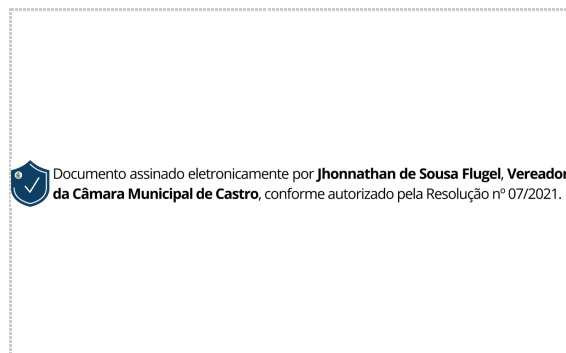 Documento assinado eletronicamente por Jhonnathan de Sousa Flugel, Vereador
da Câmara Municipal de Castro, conforme autorizado pela Resolução nº 07/2021.